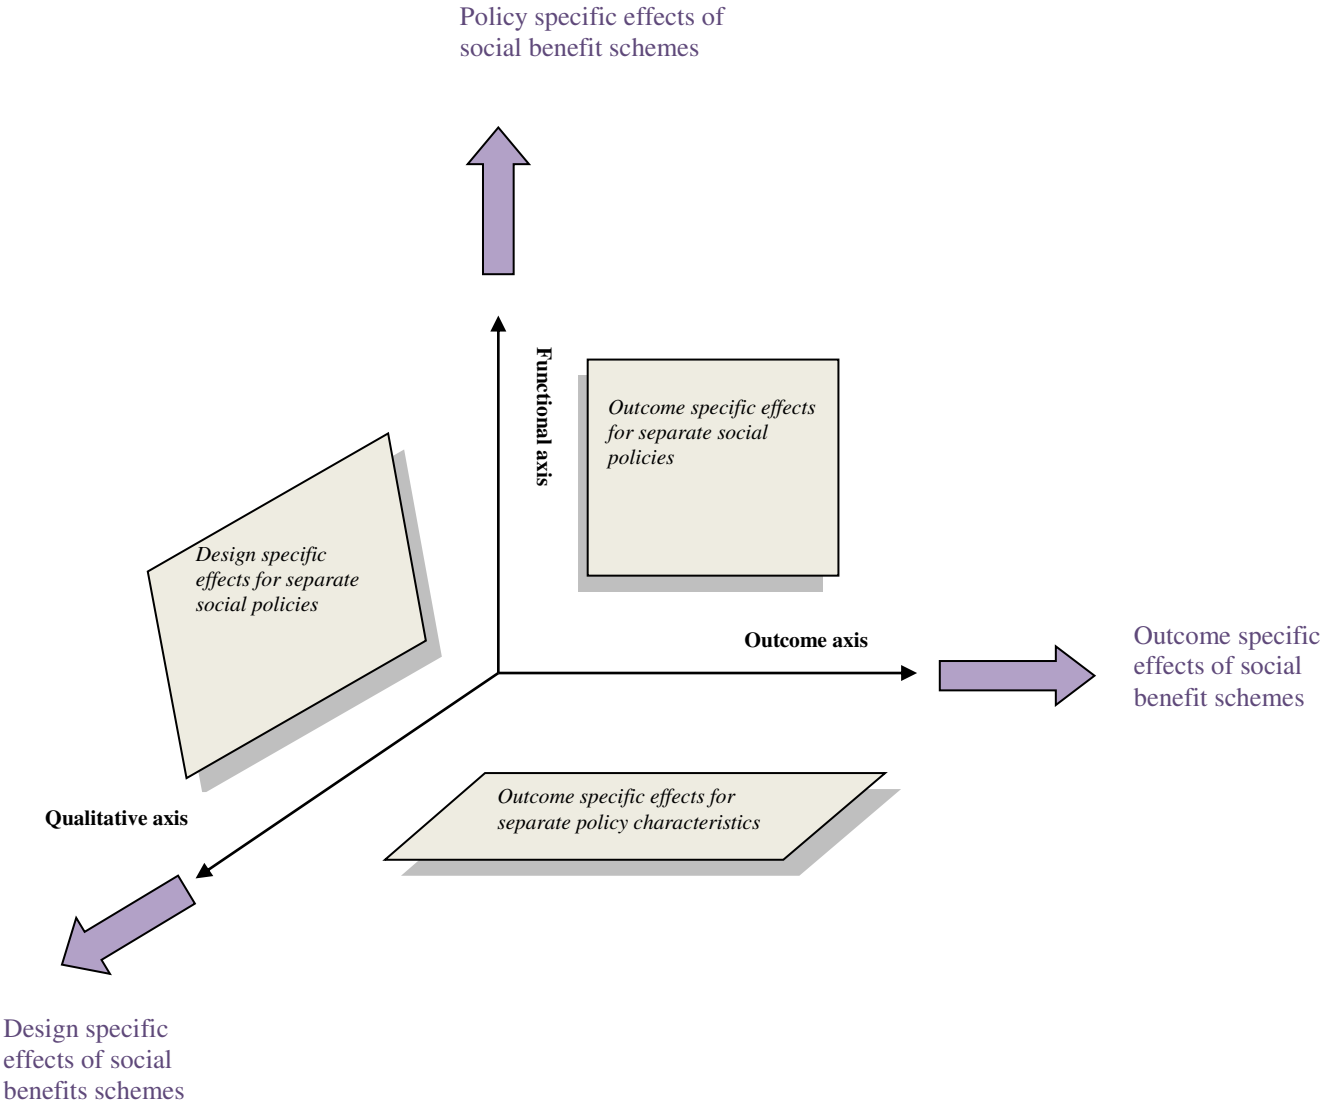 Policy specific effects of
social benefit schemes
Functional axis
Outcome specific effects
for separate social
policies
Design specific
effects for separate
social policies
Outcome axis
Outcome specific
effects of social
benefit schemes
Outcome specific effects for
separate policy characteristics
Qualitative axis
Design specific
effects of social
benefits schemes